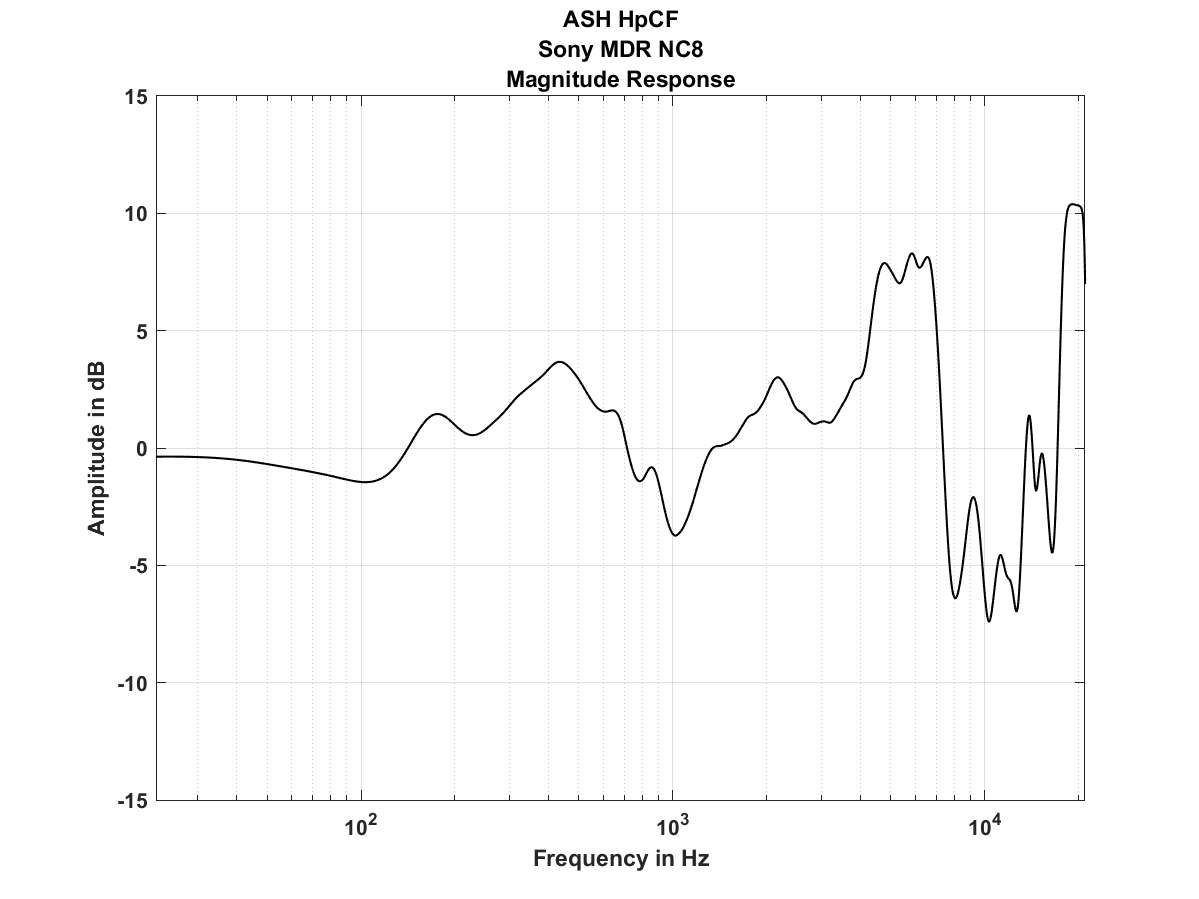 ASH HpCF
Sony MDR NC8
Magnitude Response
15
10
5
0
-5
-10
-15
Amplitude in dB
10²
10³
10⁴
Frequency in Hz